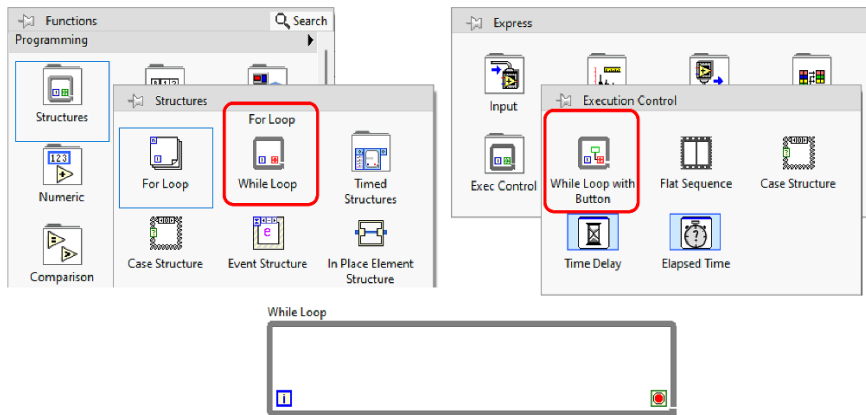 Functions
Search
Programming
Structures
Numeric
Comparison
Structures
For Loop
For Loop
While Loop
Timed
Structures
Case Structure
Event Structure
In Place Element
Structure
Express
Input
Exec Control
Execution Control
While Loop with
Button
Flat Sequence
Case Structure
Time Delay
Elapsed Time
While Loop
i